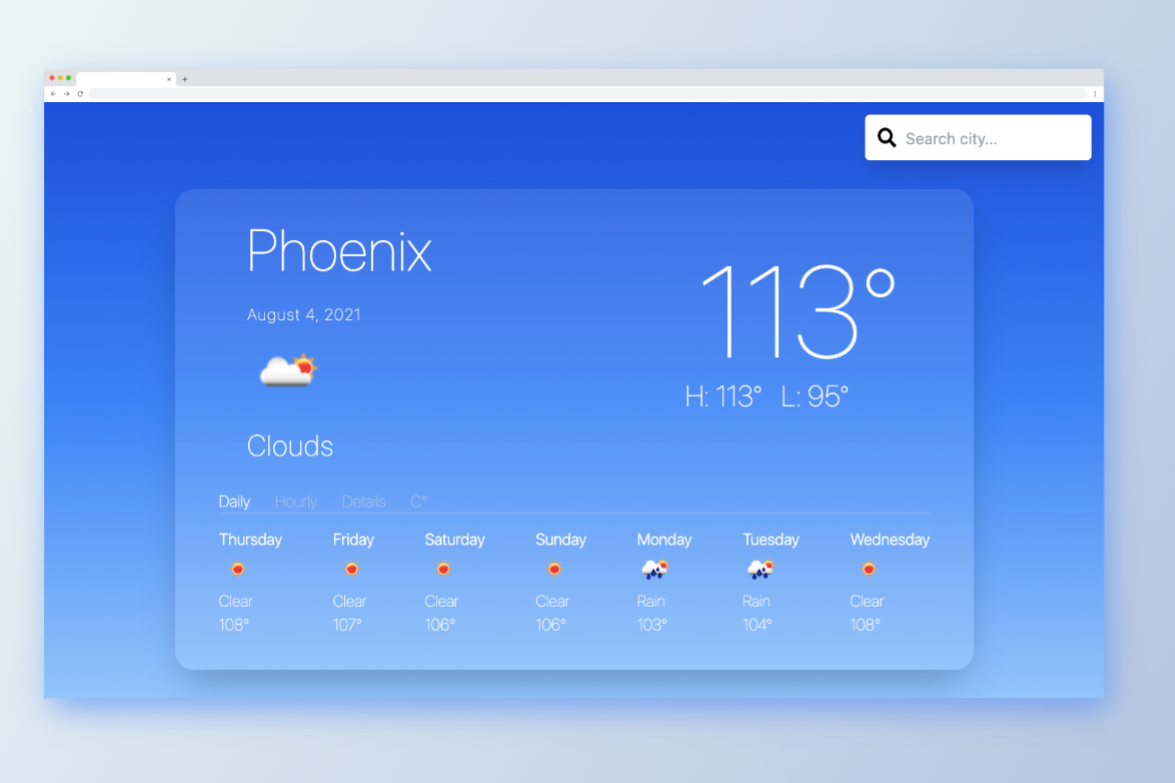 Search city...
Phoenix
August 4, 2021
113°
H: 113° L: 95°
Clouds
Daily Hourly Details C°
Thursday Friday Saturday Sunday Monday Tuesday Wednesday
Clear Clear Clear Clear Rain Rain Clear
108° 107° 106° 106° 103° 104° 108°